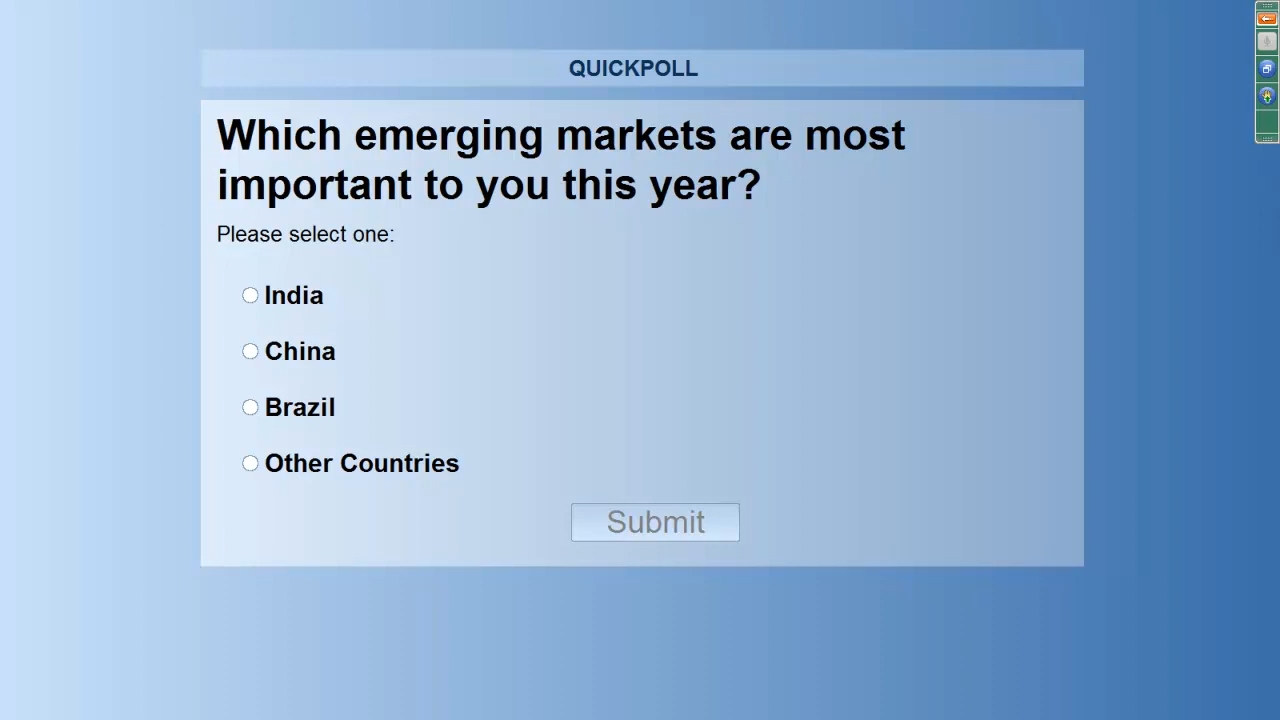 QUICKPOLL
Which emerging markets are most
important to you this year?
Please select one:
India
China
Brazil
Other Countries
Submit